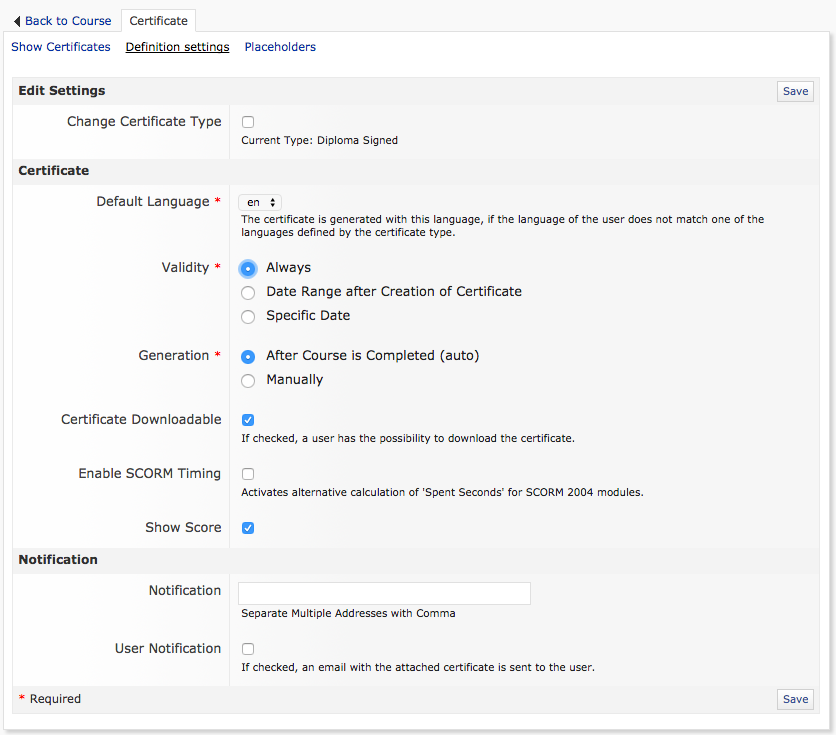 Back to Course Certificate
Show Certificates Definition settings Placeholders
Edit Settings Save
Change Certificate Type
Current Type: Diploma Signed
Certificate
Default Language * en
The certificate is generated with this language, if the language of the user does not match one of the
languages defined by the certificate type.
Validity * Always
Date Range after Creation of Certificate
Specific Date
Generation * After Course is Completed (auto)
Manually
Certificate Downloadable
If checked, a user has the possibility to download the certificate.
Enable SCORM Timing
Activates alternative calculation of 'Spent Seconds' for SCORM 2004 modules.
Show Score
Notification
Notification
Separate Multiple Addresses with Comma
User Notification
If checked, an email with the attached certificate is sent to the user.
* Required Save